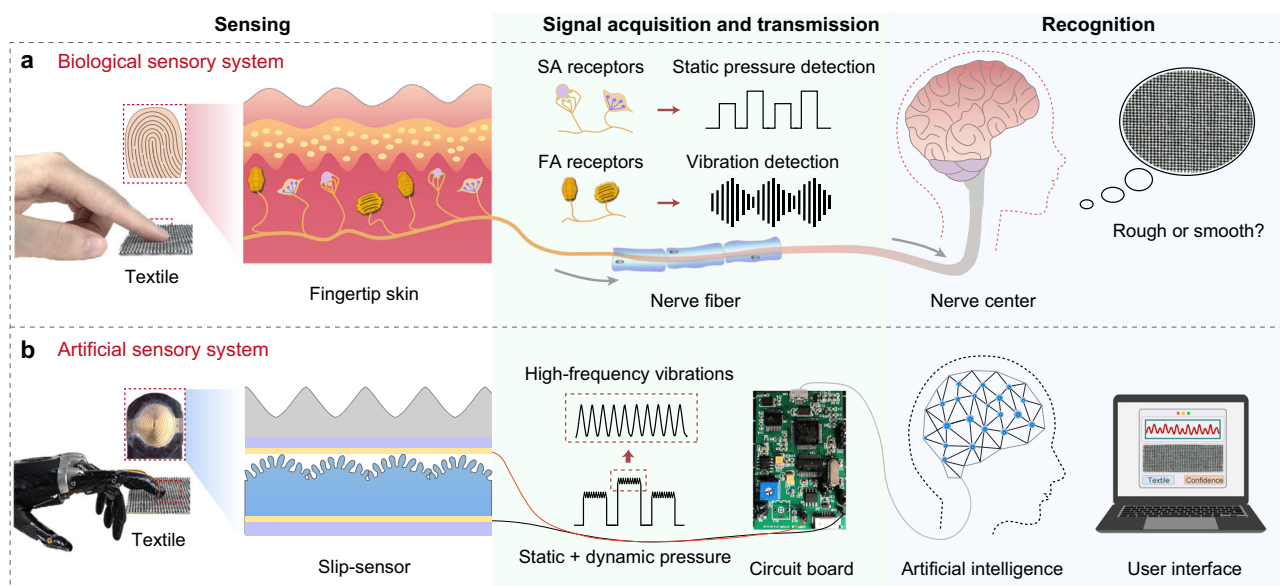 Sensing
Signal acquisition and transmission
Recognition
a
Biological sensory system
Textile
Fingertip skin
SA receptors
Static pressure detection
FA receptors
Vibration detection
Nerve fiber
Nerve center
Rough or smooth?
b
Artificial sensory system
Textile
Slip-sensor
High-frequency vibrations
Static + dynamic pressure
Circuit board
Artificial intelligence
Textile
Confidence
User interface